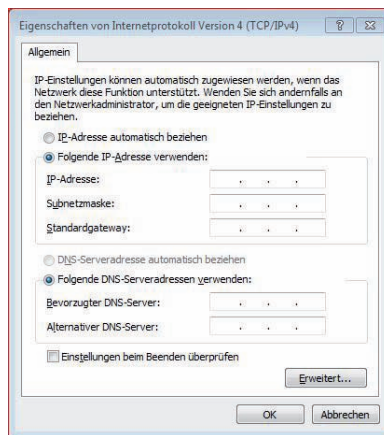 Eigenschaften von Internetprotokoll Version 4 (TCP/IPv4)
Allgemein
IP-Einstellungen können automatisch zugewiesen werden, wenn das
Netzwerk diese Funktion unterstützt. Wenden Sie sich andernfalls an
den Netzwerkadministrator, um die geeigneten IP-Einstellungen zu
beziehen.
IP-Adresse automatisch beziehen
Folgende IP-Adresse verwenden:
IP-Adresse:
Subnetzmaske:
Standardgateway:
DNS-Serveradresse automatisch beziehen
Folgende DNS-Serveradressen verwenden:
Bevorzugter DNS-Server:
Alternativer DNS-Server:
Einstellungen beim Beenden überprüfen
Erweitert...
OK Abbrechen